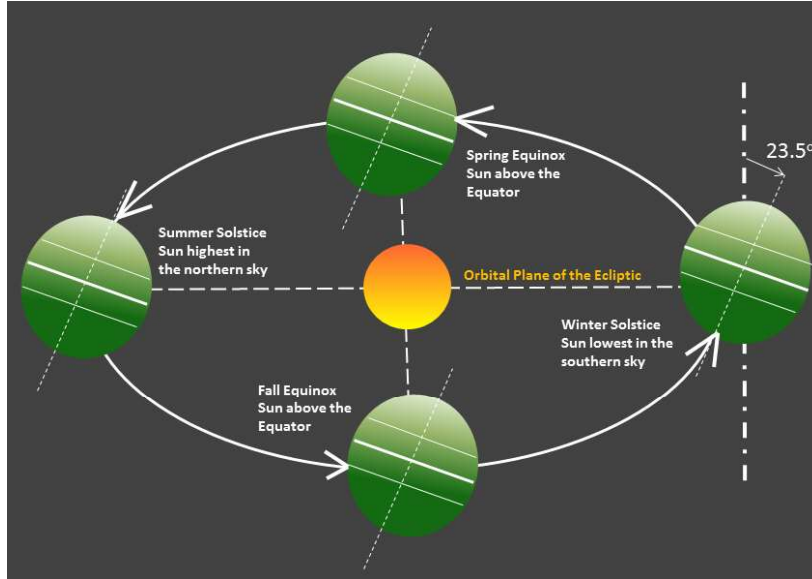 23.5°
Spring Equinox
Sun above the
Equator
Summer Solstice
Sun highest in
the northern sky
Orbital Plane of the Ecliptic
Winter Solstice
Sun lowest in the
southern sky
Fall Equinox
Sun above the
Equator